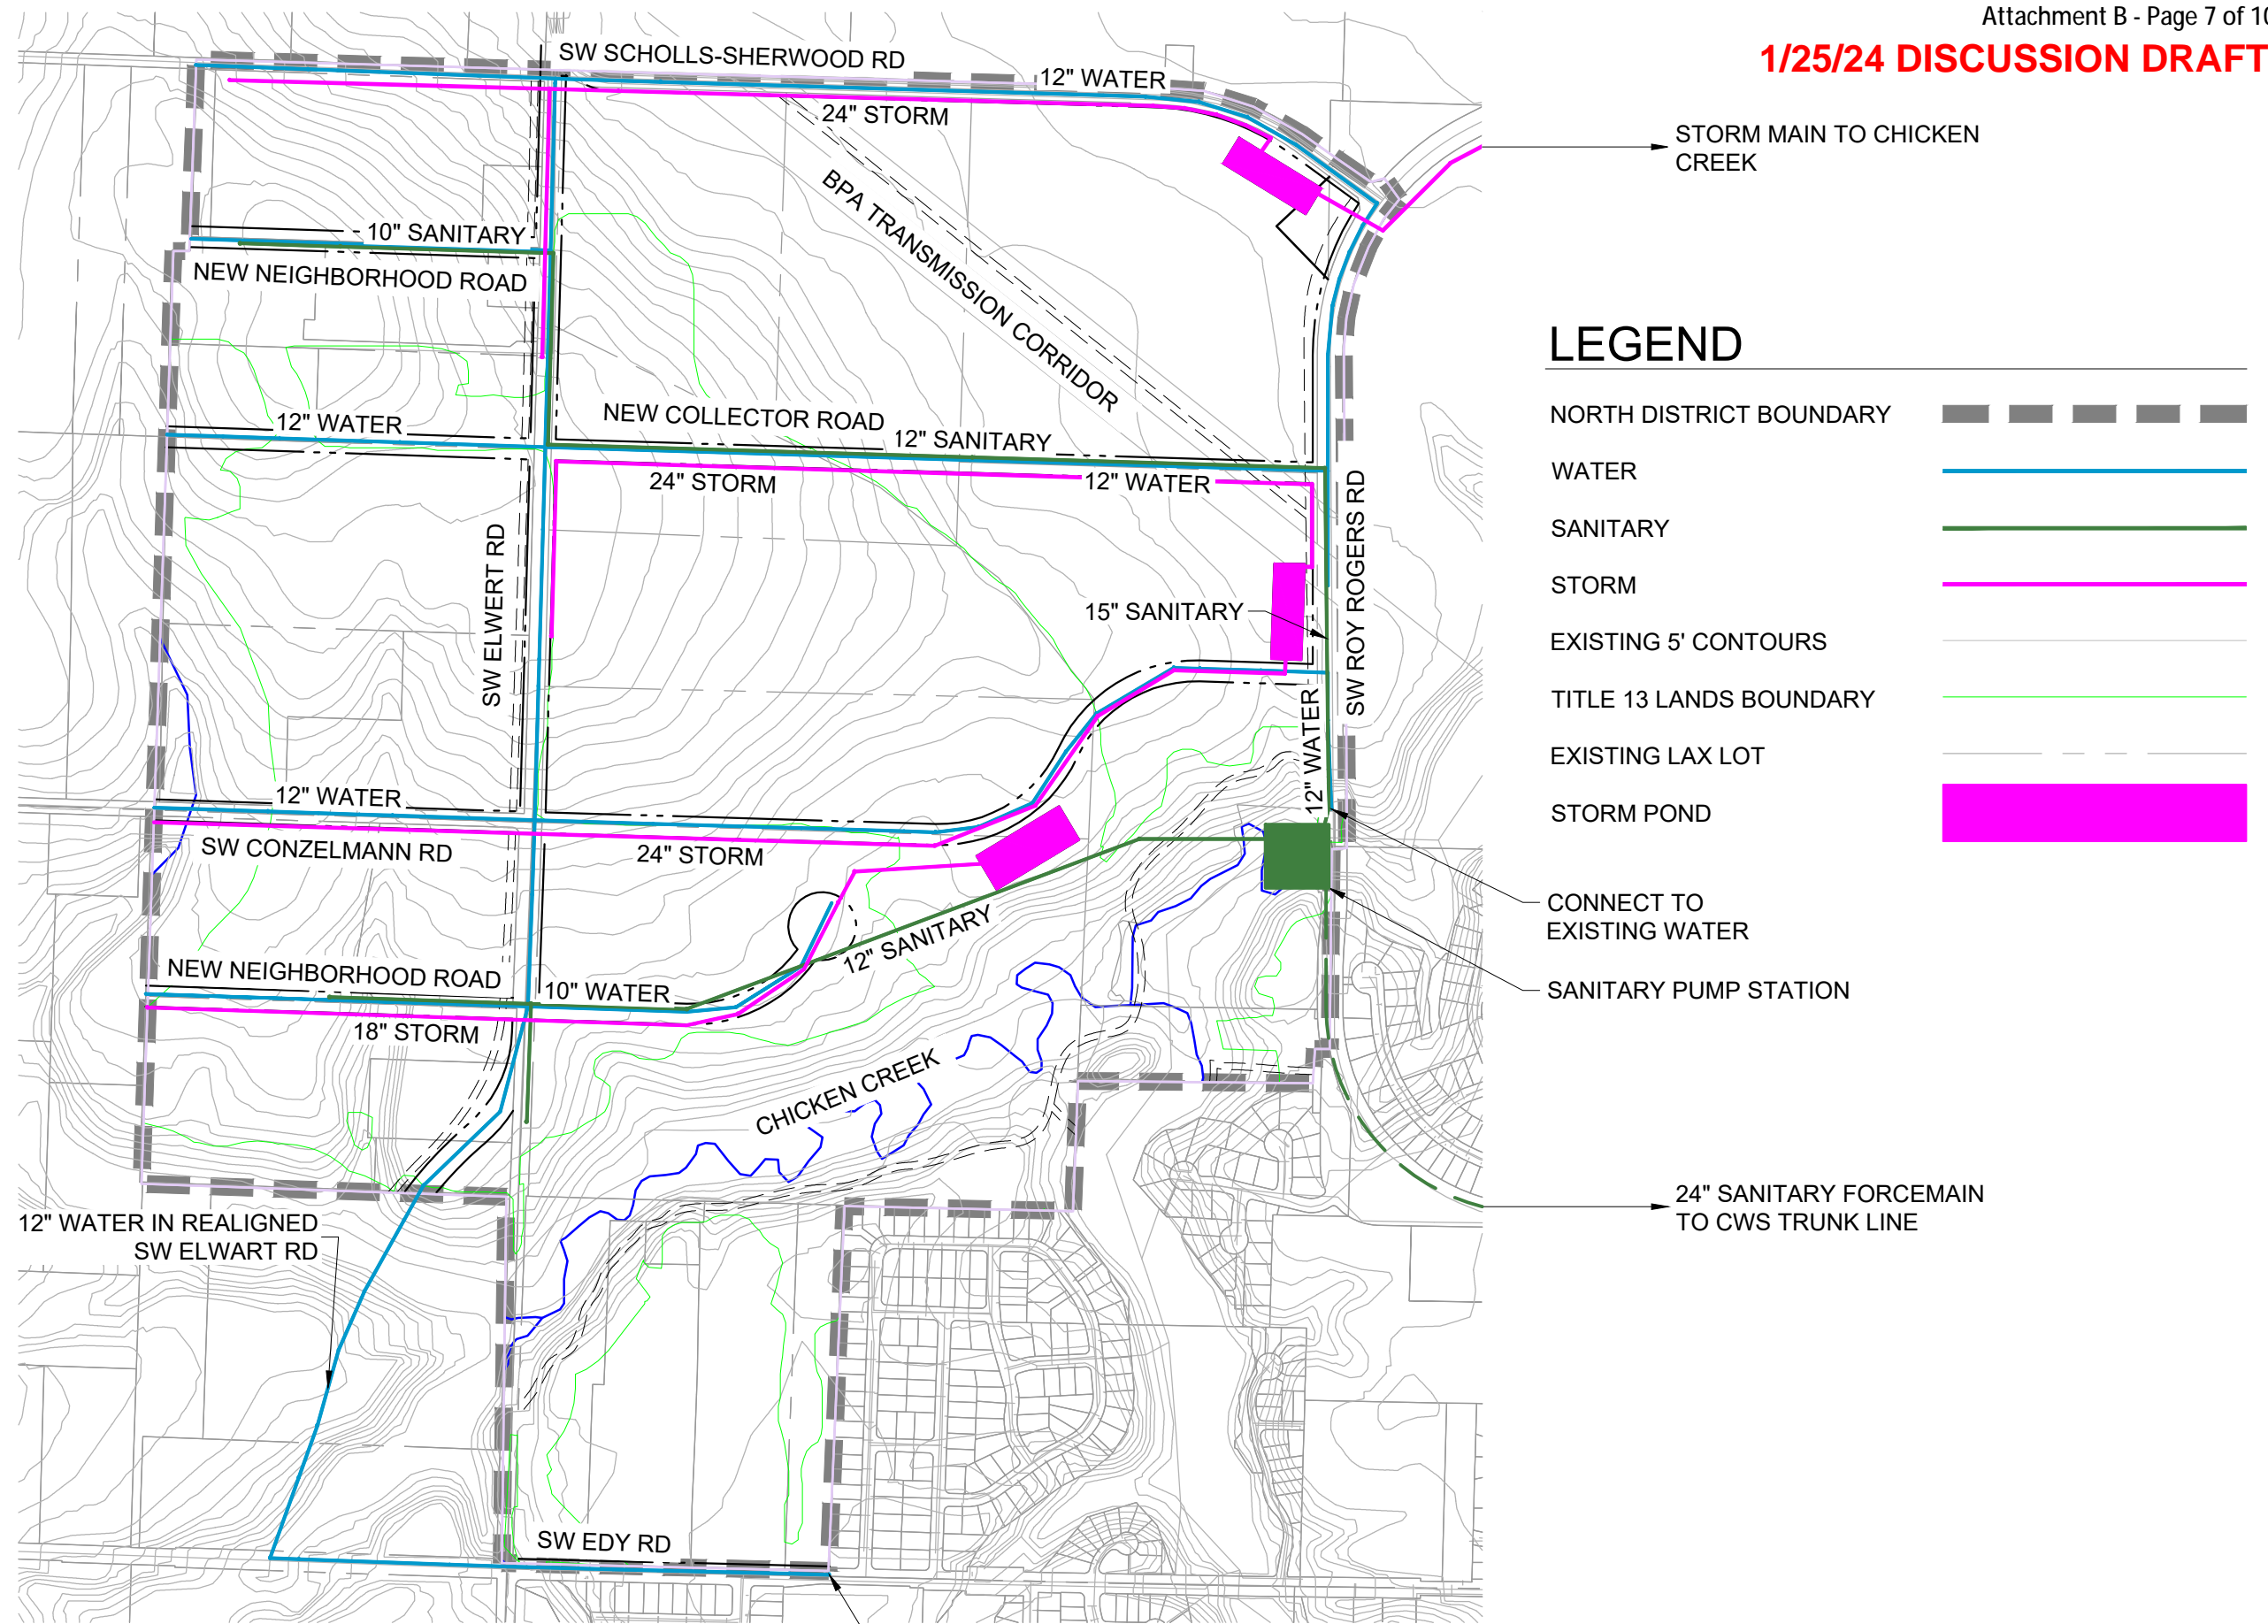 Attachment B - Page 7 of 10
1/25/24 DISCUSSION DRAFT
SW SCHOLLS-SHERWOOD RD
12" WATER
24" STORM
STORM MAIN TO CHICKEN
CREEK
BPA TRANSMISSION CORRIDOR
10" SANITARY
NEW NEIGHBORHOOD ROAD
LEGEND
NORTH DISTRICT BOUNDARY
WATER
SANITARY
STORM
EXISTING 5' CONTOURS
TITLE 13 LANDS BOUNDARY
EXISTING LAX LOT
STORM POND
12" WATER
NEW COLLECTOR ROAD
12" SANITARY
24" STORM
12" WATER
SW ELWERT RD
SW ROY ROGERS RD
15" SANITARY
12" WATER
12" WATER
SW CONZELMANN RD
24" STORM
CONNECT TO
EXISTING WATER
12" SANITARY
NEW NEIGHBORHOOD ROAD
10" WATER
18" STORM
SANITARY PUMP STATION
CHICKEN CREEK
24" SANITARY FORCEMAIN
TO CWS TRUNK LINE
12" WATER IN REALIGNED
SW ELWART RD
SW EDY RD